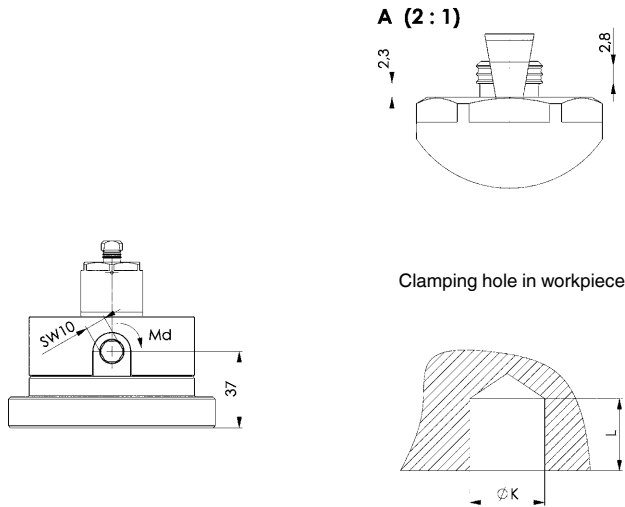 A (2 : 1)
2,3
2,8
Clamping hole in workpiece
SW10
Md
37
L
ØK